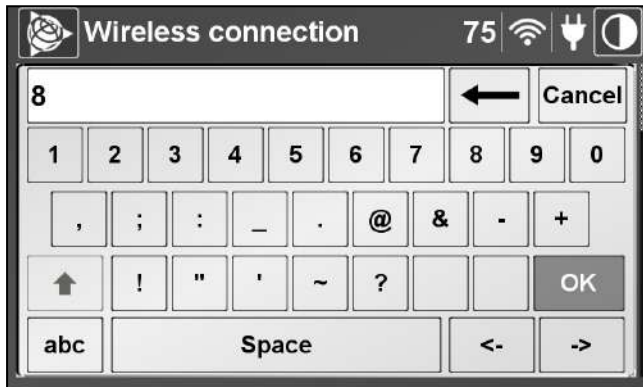 Wireless connection 75
8 Cancel
1 2 3 4 5 6 7 8 9 0
, ; : _ . @ & - +
! " ' ~ ? OK
abc Space <- ->